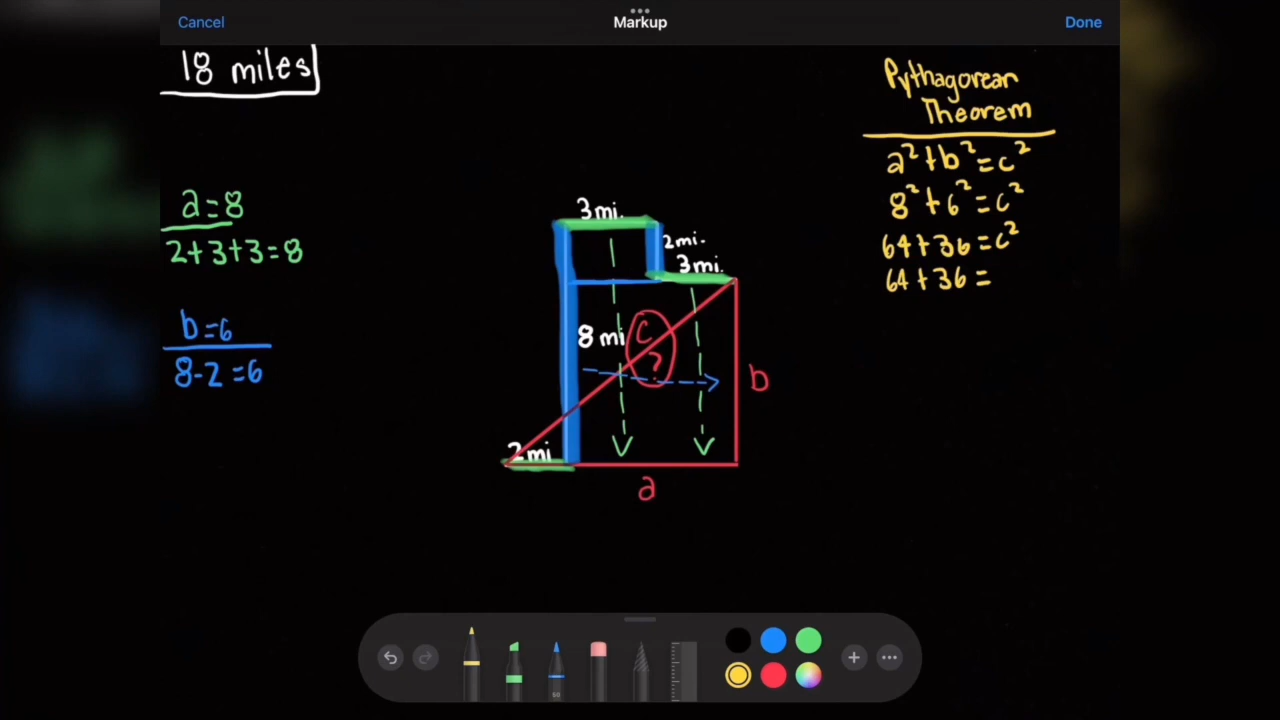 Cancel
Markup
Done
18 miles
a=8
2+3+3=8
b=6
8-2=6
3mi.
2mi.
3mi.
8 mi
C
?
b
2mi
a
Pythagorean
Theorem
a²+b²=c²
8²+6²=c²
64+36=c²
64+36=
50